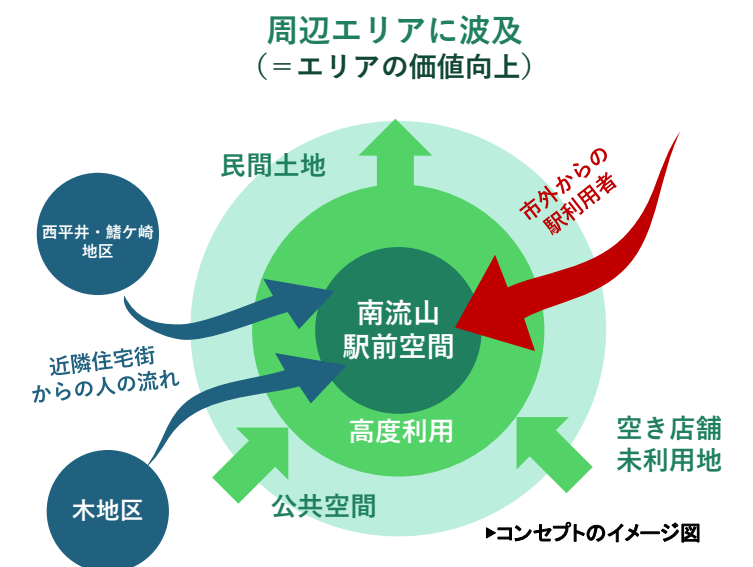 周辺エリアに波及
（＝エリアの価値向上）
民間土地
市外からの
駅利用者
西平井・鰭ケ崎
地区
南流山
駅前空間
近隣住宅街
からの人の流れ
高度利用
空き店舗
未利用地
木地区
公共空間
▶コンセプトのイメージ図